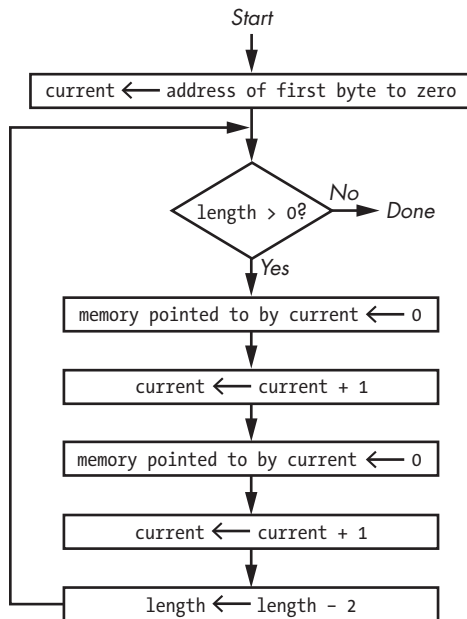 Start
current ← address of first byte to zero
length > 0?
No
Done
Yes
memory pointed to by current ← 0
current ← current + 1
memory pointed to by current ← 0
current ← current + 1
length ← length – 2